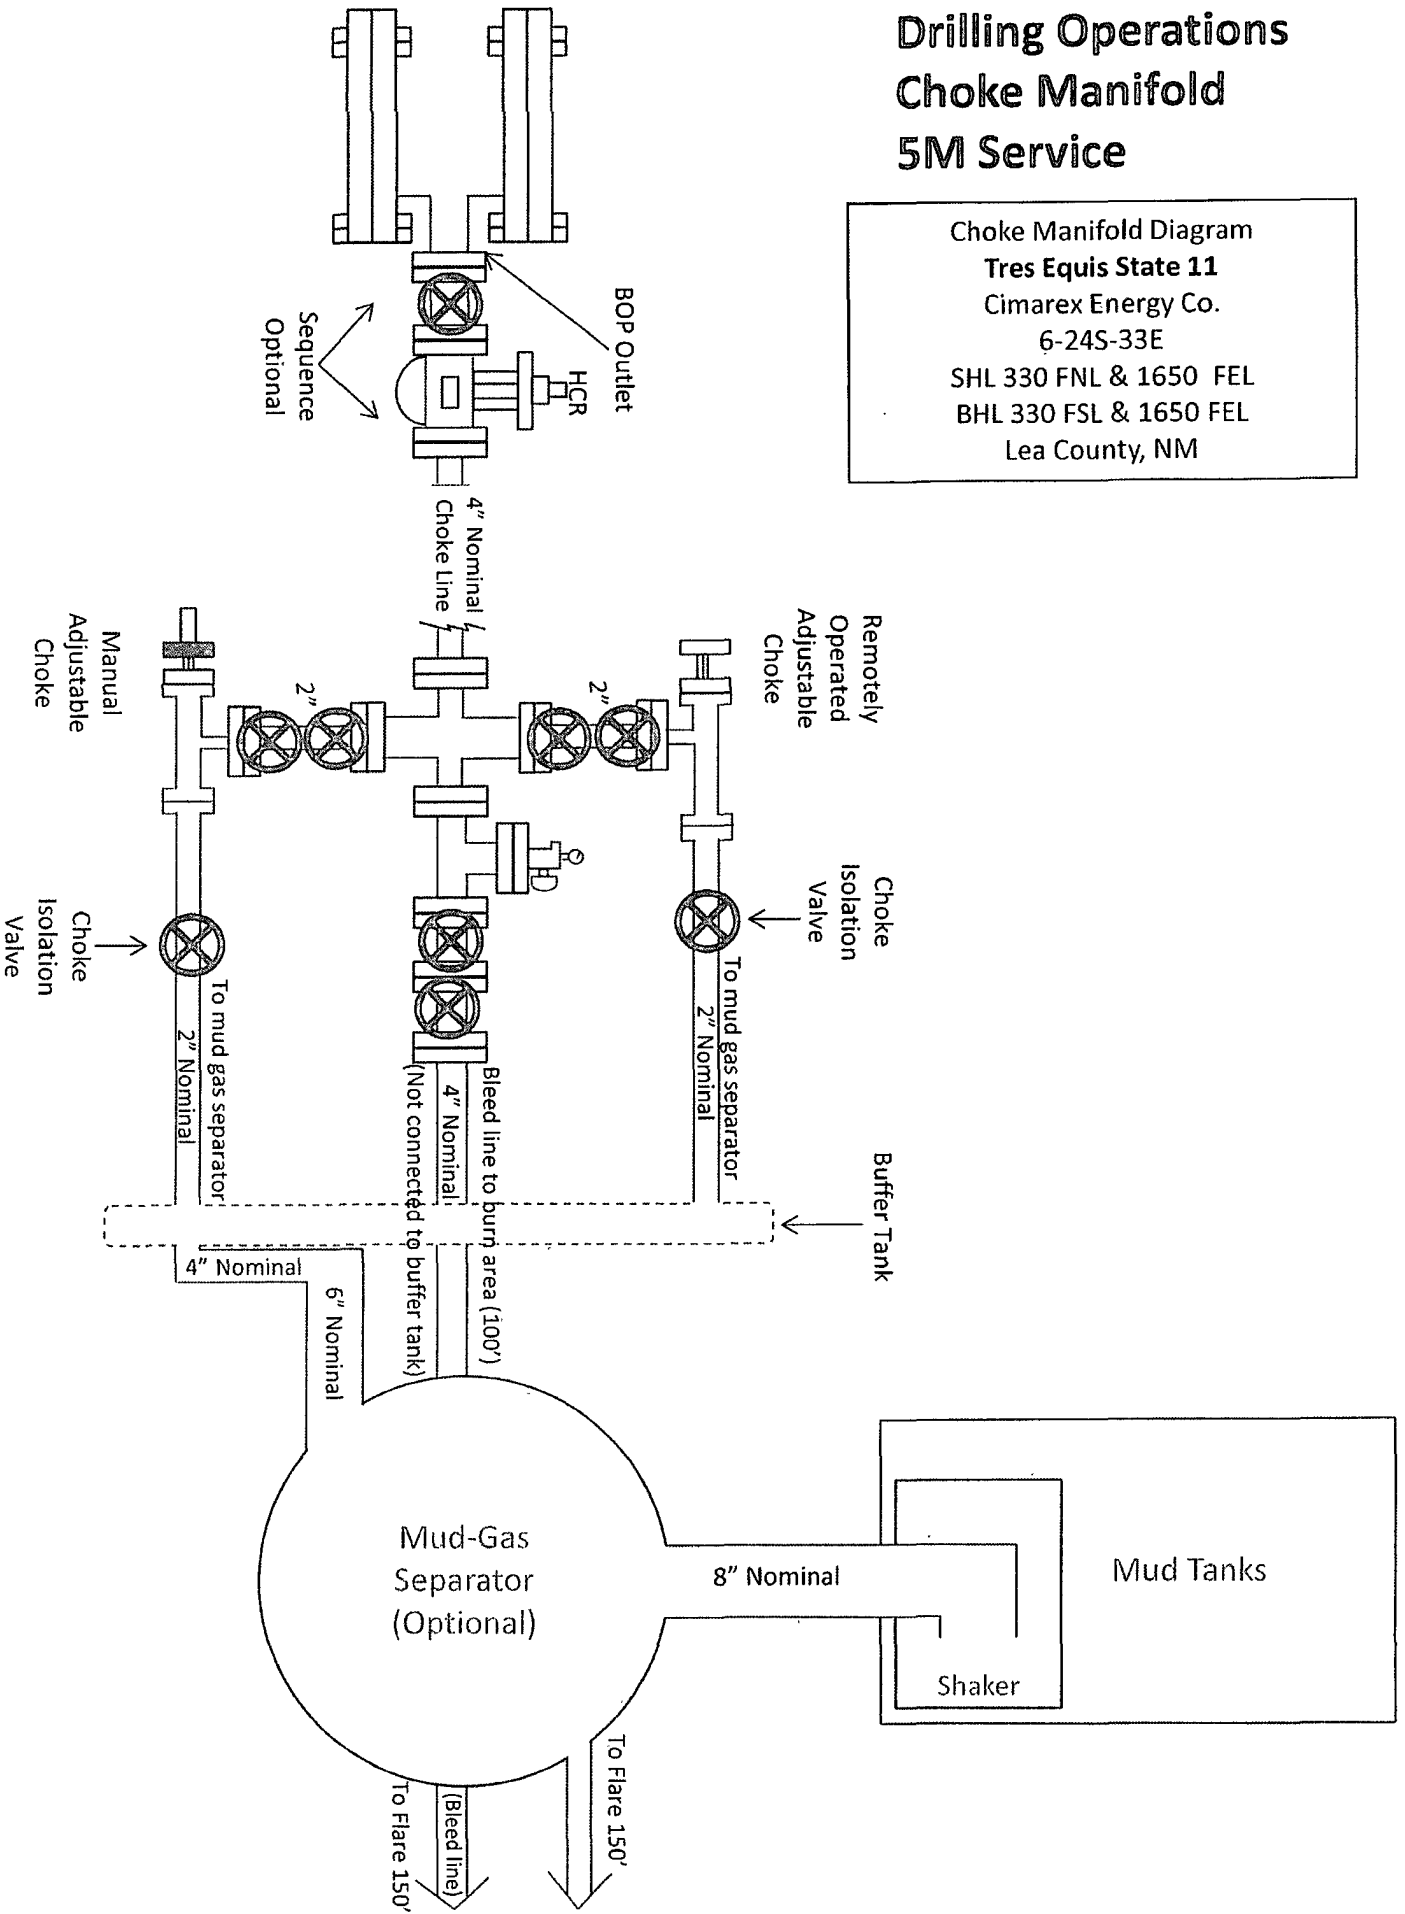 Drilling Operations
Choke Manifold
5M Service
Choke Manifold Diagram
Tres Equis State 11
Cimarex Energy Co.
6-24S-33E
SHL 330 FNL & 1650 FEL
BHL 330 FSL & 1650 FEL
Lea County, NM
BOP Outlet
HCR
Sequence
Optional
4” Nominal
Choke Line
Remotely
Operated
Adjustable
Choke
Manual
Adjustable
Choke
2”
2”
Choke
Isolation
Valve
Choke
Isolation
Valve
To mud gas separator
2” Nominal
Bleed line to burn area (100’)
4” Nominal
(Not connected to buffer tank)
To mud gas separator
2” Nominal
Buffer Tank
4” Nominal
6” Nominal
Mud-Gas
Separator
(Optional)
8” Nominal
Mud Tanks
Shaker
To Flare 150’
(Bleed line)
To Flare 150’